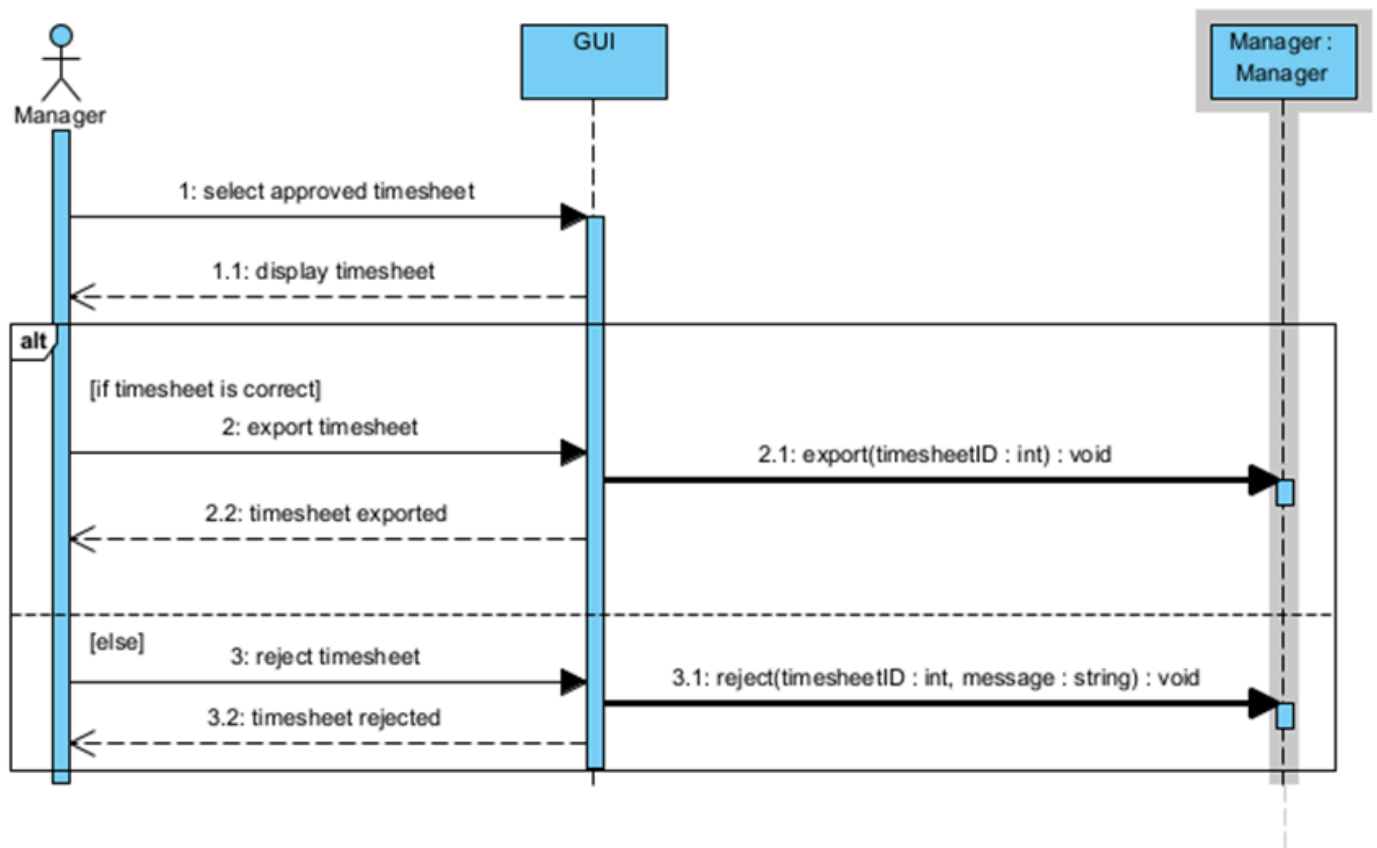 GUI
Manager :
Manager
Manager
1: select approved timesheet
1.1: display timesheet
alt
[if timesheet is correct]
2: export timesheet
2.1: export(timesheetID : int) : void
2.2: timesheet exported
[else]
3: reject timesheet
3.1: reject(timesheetID : int, message : string) : void
3.2: timesheet rejected